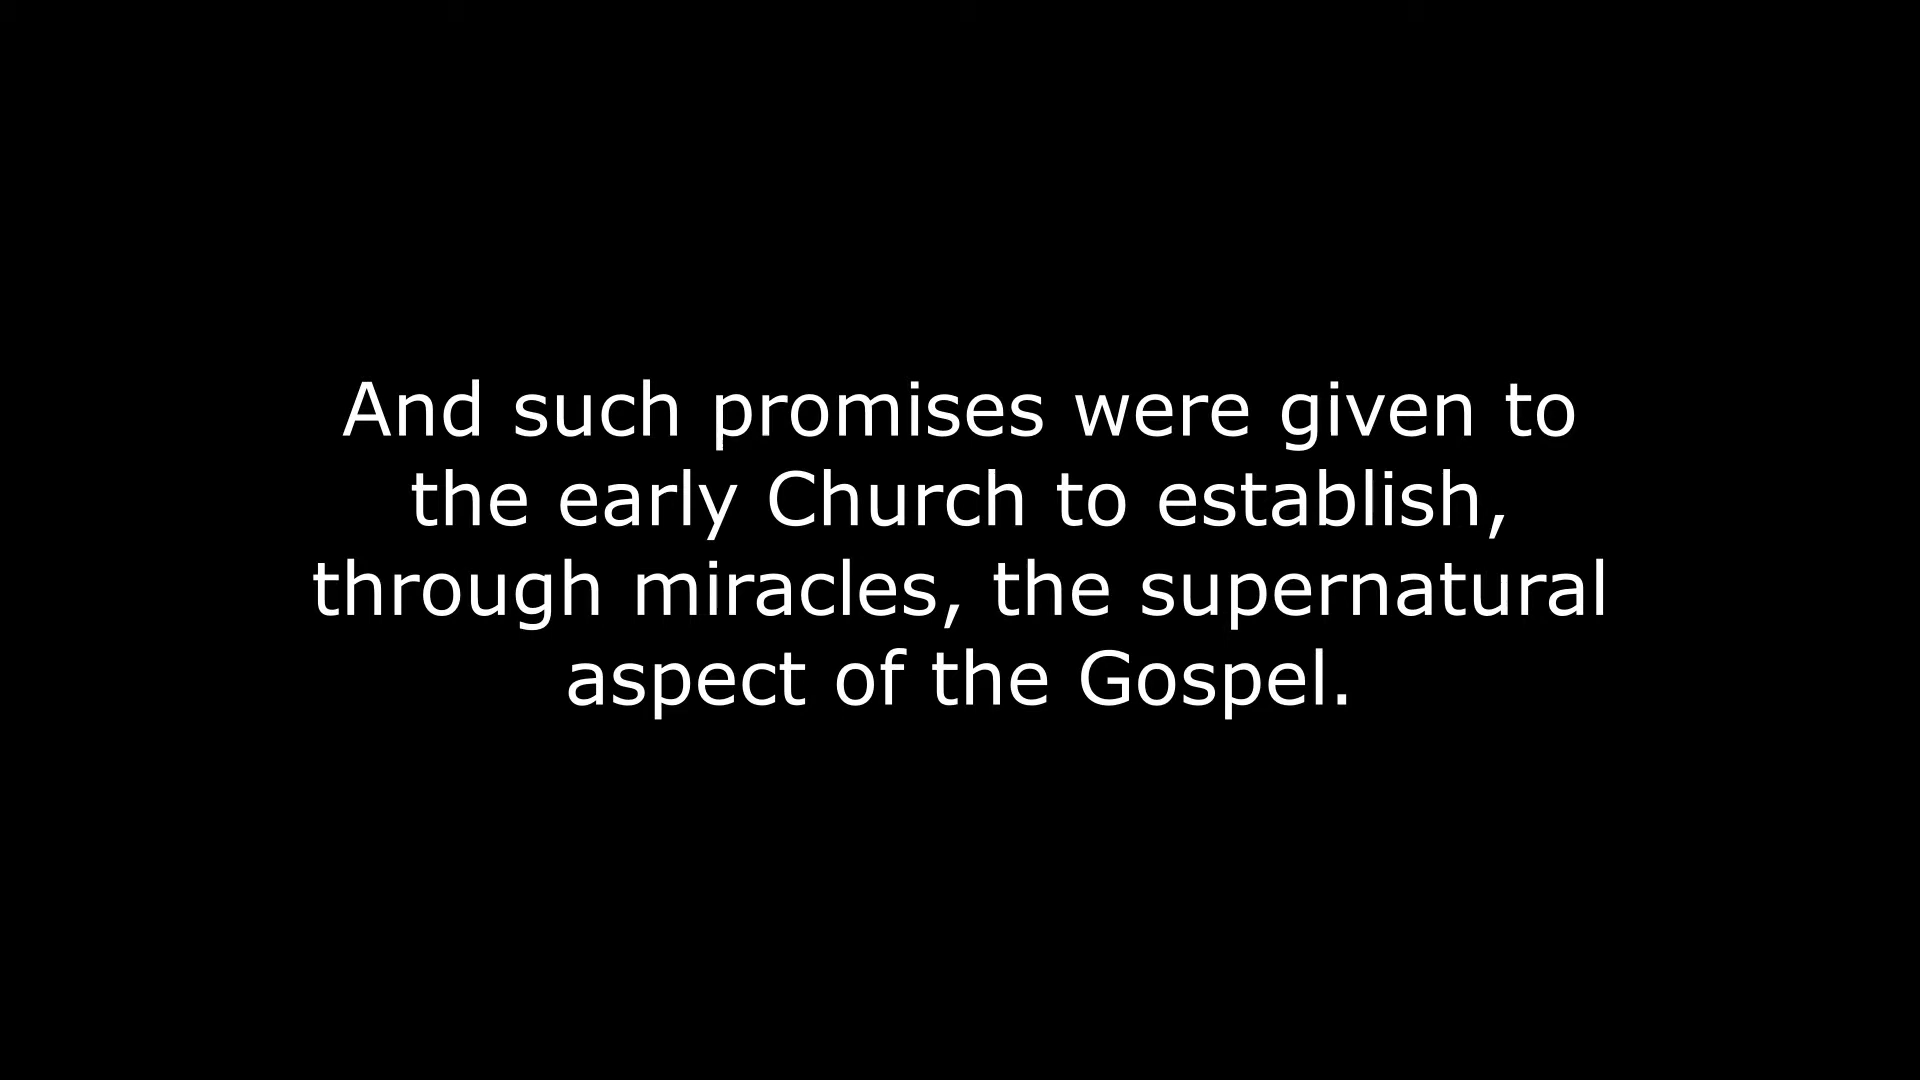 And such promises were given to
the early Church to establish,
through miracles, the supernatural
aspect of the Gospel.